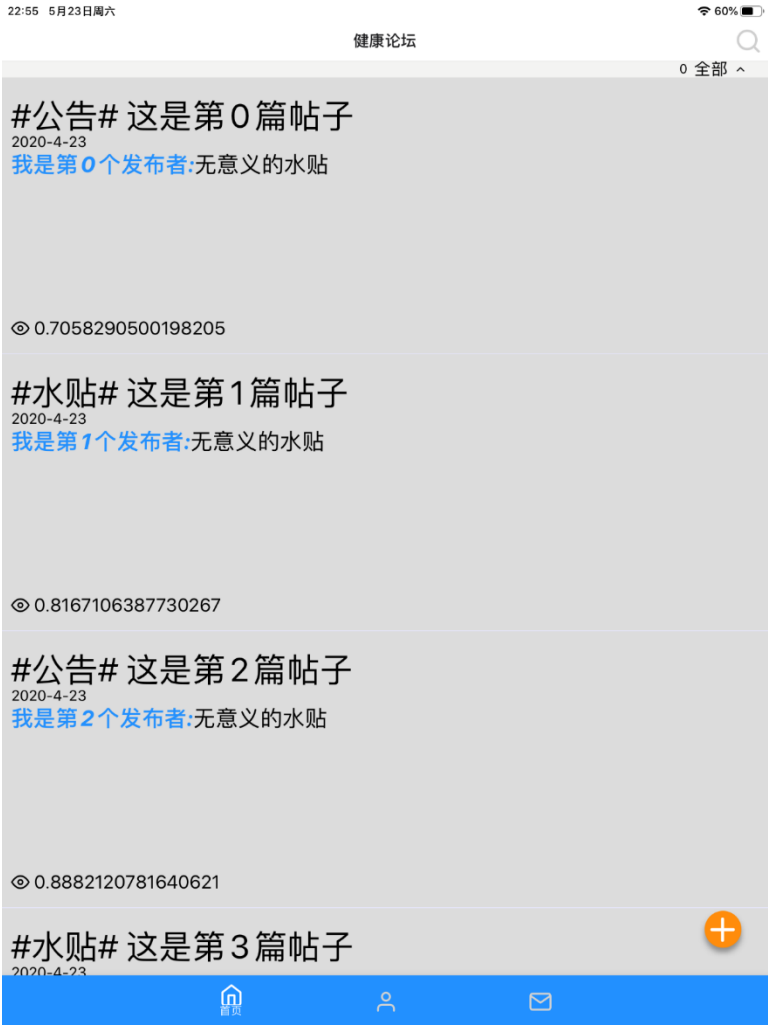 22:55 5月23日周六
60%
健康论坛
0 全部
#公告# 这是第0篇帖子
2020-4-23
我是第0个发布者:无意义的水贴
0.7058290500198205
#水贴# 这是第1篇帖子
2020-4-23
我是第1个发布者:无意义的水贴
0.8167106387730267
#公告# 这是第2篇帖子
2020-4-23
我是第2个发布者:无意义的水贴
0.8882120781640621
#水贴# 这是第3篇帖子
2020-4-23
首页